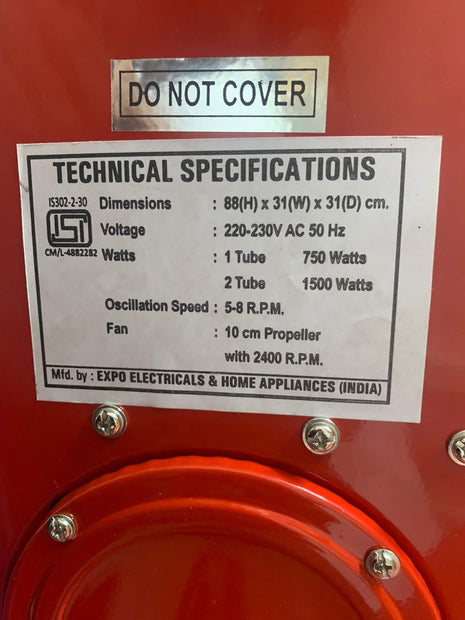 DO NOT COVER
TECHNICAL SPECIFICATIONS
IS302-2-30
Dimensions : 88(H) x 31(W) x 31(D) cm.
ISI
Voltage : 220-230V AC 50 Hz
CM/L-4882282
Watts : 1 Tube 750 Watts
2 Tube 1500 Watts
Oscillation Speed : 5-8 R.P.M.
Fan : 10 cm Propeller
with 2400 R.P.M.
Mfd. by : EXPO ELECTRICALS & HOME APPLIANCES (INDIA)